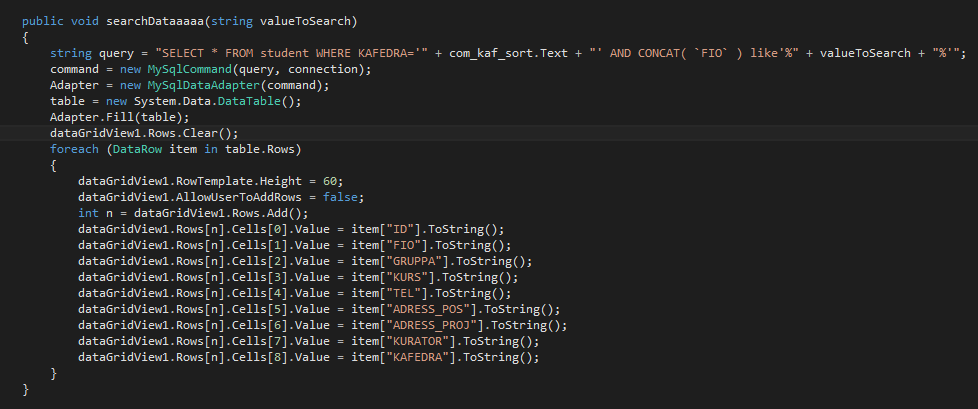 public void searchDataaaaa(string valueToSearch)
{
string query = "SELECT * FROM student WHERE KAFEDRA='" + com_kaf_sort.Text + "' AND CONCAT( `FIO` ) like'%" + valueToSearch + "%'";
command = new MySqlCommand(query, connection);
Adapter = new MySqlDataAdapter(command);
table = new System.Data.DataTable();
Adapter.Fill(table);
dataGridView1.Rows.Clear();
foreach (DataRow item in table.Rows)
{
dataGridView1.RowTemplate.Height = 60;
dataGridView1.AllowUserToAddRows = false;
int n = dataGridView1.Rows.Add();
dataGridView1.Rows[n].Cells[0].Value = item["ID"].ToString();
dataGridView1.Rows[n].Cells[1].Value = item["FIO"].ToString();
dataGridView1.Rows[n].Cells[2].Value = item["GRUPPA"].ToString();
dataGridView1.Rows[n].Cells[3].Value = item["KURS"].ToString();
dataGridView1.Rows[n].Cells[4].Value = item["TEL"].ToString();
dataGridView1.Rows[n].Cells[5].Value = item["ADRESS_POS"].ToString();
dataGridView1.Rows[n].Cells[6].Value = item["ADRESS_PROJ"].ToString();
dataGridView1.Rows[n].Cells[7].Value = item["KURATOR"].ToString();
dataGridView1.Rows[n].Cells[8].Value = item["KAFEDRA"].ToString();
}
}